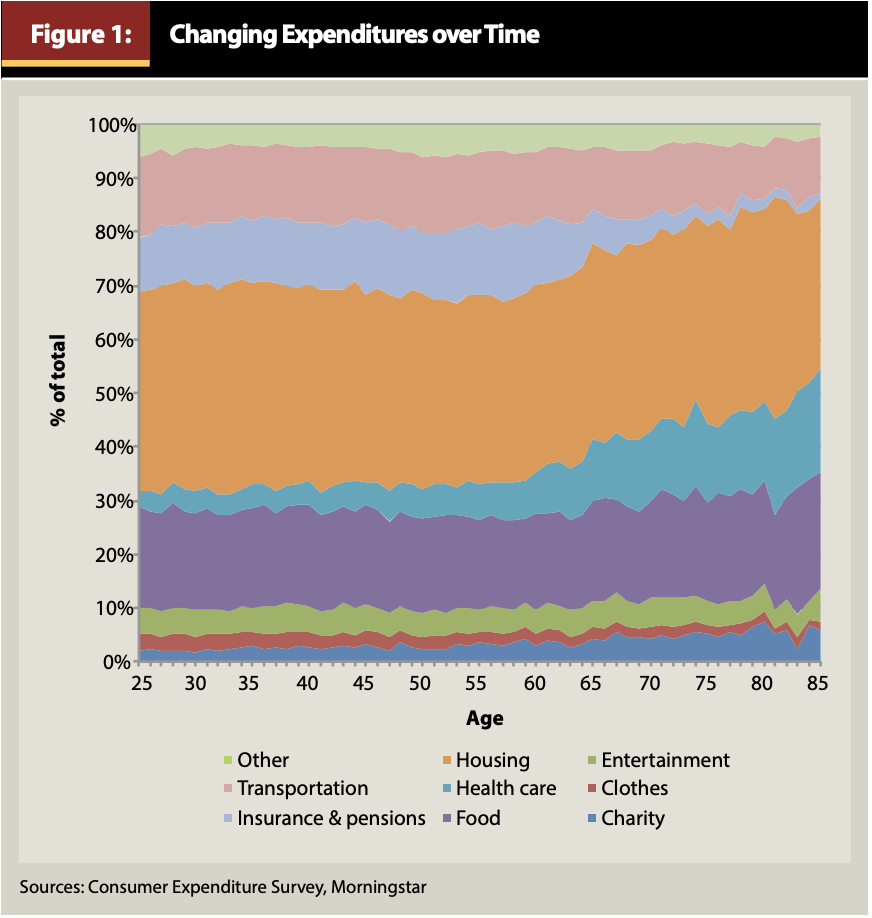 Figure 1:
Changing Expenditures over Time
100%
90%
80%
70%
60%
50%
40%
30%
20%
10%
0%
% of total
25 30 35 40 45 50 55 60 65 70 75 80 85
Age
Other Housing Entertainment
Transportation Health care Clothes
Insurance & pensions Food Charity
Sources: Consumer Expenditure Survey, Morningstar